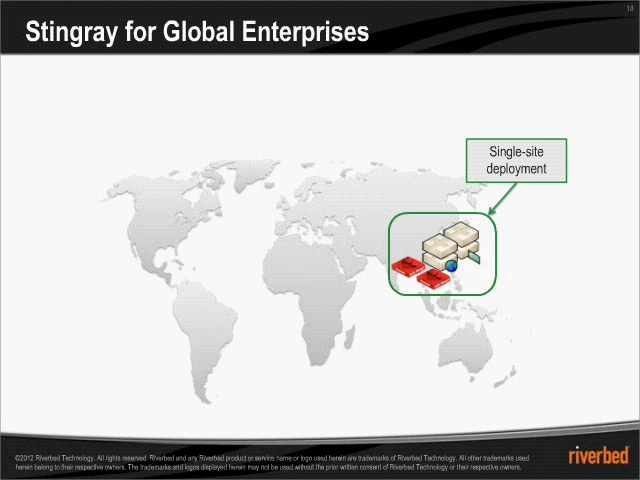 18
Stingray for Global Enterprises
Single-site
deployment
©2012 Riverbed Technology. All rights reserved. Riverbed and any Riverbed product or service name or logo used herein are trademarks of Riverbed Technology. All other trademarks used
herein belong to their respective owners. The trademarks and logos displayed herein may not be used without the prior written consent of Riverbed Technology or their respective owners.
riverbed